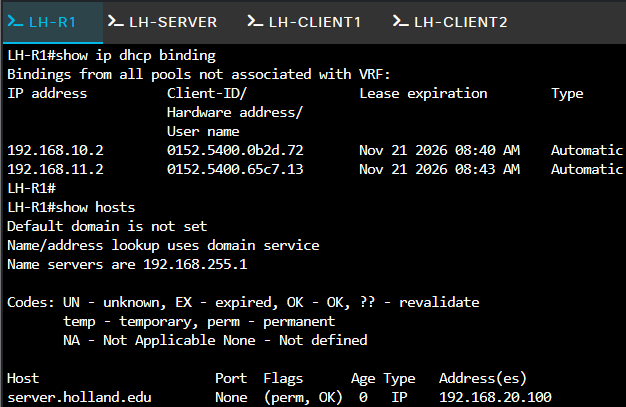 LH-R1 LH-SERVER LH-CLIENT1 LH-CLIENT2
LH-R1#show ip dhcp binding
Bindings from all pools not associated with VRF:
IP address Client-ID/ Lease expiration Type
Hardware address/
User name
192.168.10.2 0152.5400.0b2d.72 Nov 21 2026 08:40 AM Automatic
192.168.11.2 0152.5400.65c7.13 Nov 21 2026 08:43 AM Automatic
LH-R1#
LH-R1#show hosts
Default domain is not set
Name/address lookup uses domain service
Name servers are 192.168.255.1
Codes: UN - unknown, EX - expired, OK - OK, ?? - revalidate
temp - temporary, perm - permanent
NA - Not Applicable None - Not defined
Host Port Flags Age Type Address(es)
server.holland.edu None (perm, OK) 0 IP 192.168.20.100